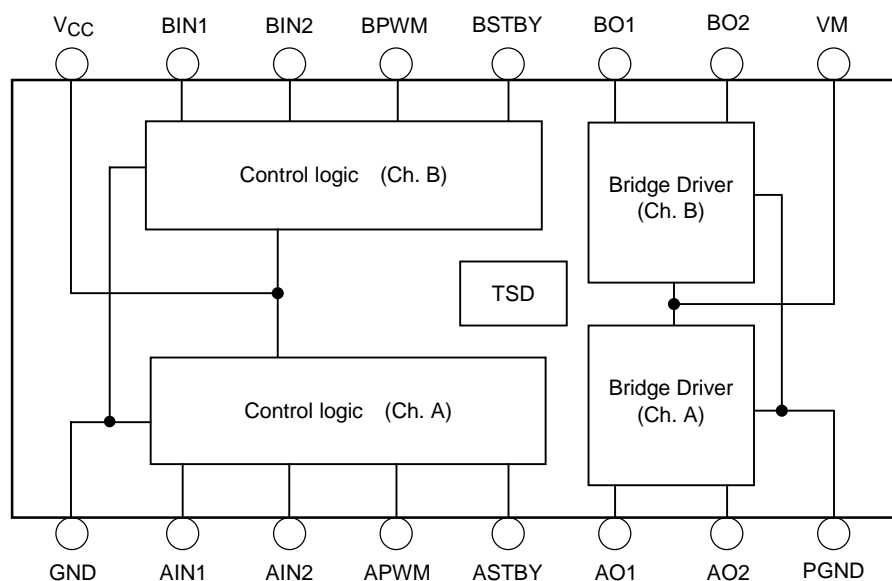 VCC BIN1 BIN2 BPWM BSTBY BO1 BO2 VM
Control logic (Ch. B)
Bridge Driver
(Ch. B)
TSD
Control logic (Ch. A)
Bridge Driver
(Ch. A)
GND AIN1 AIN2 APWM ASTBY AO1 AO2 PGND